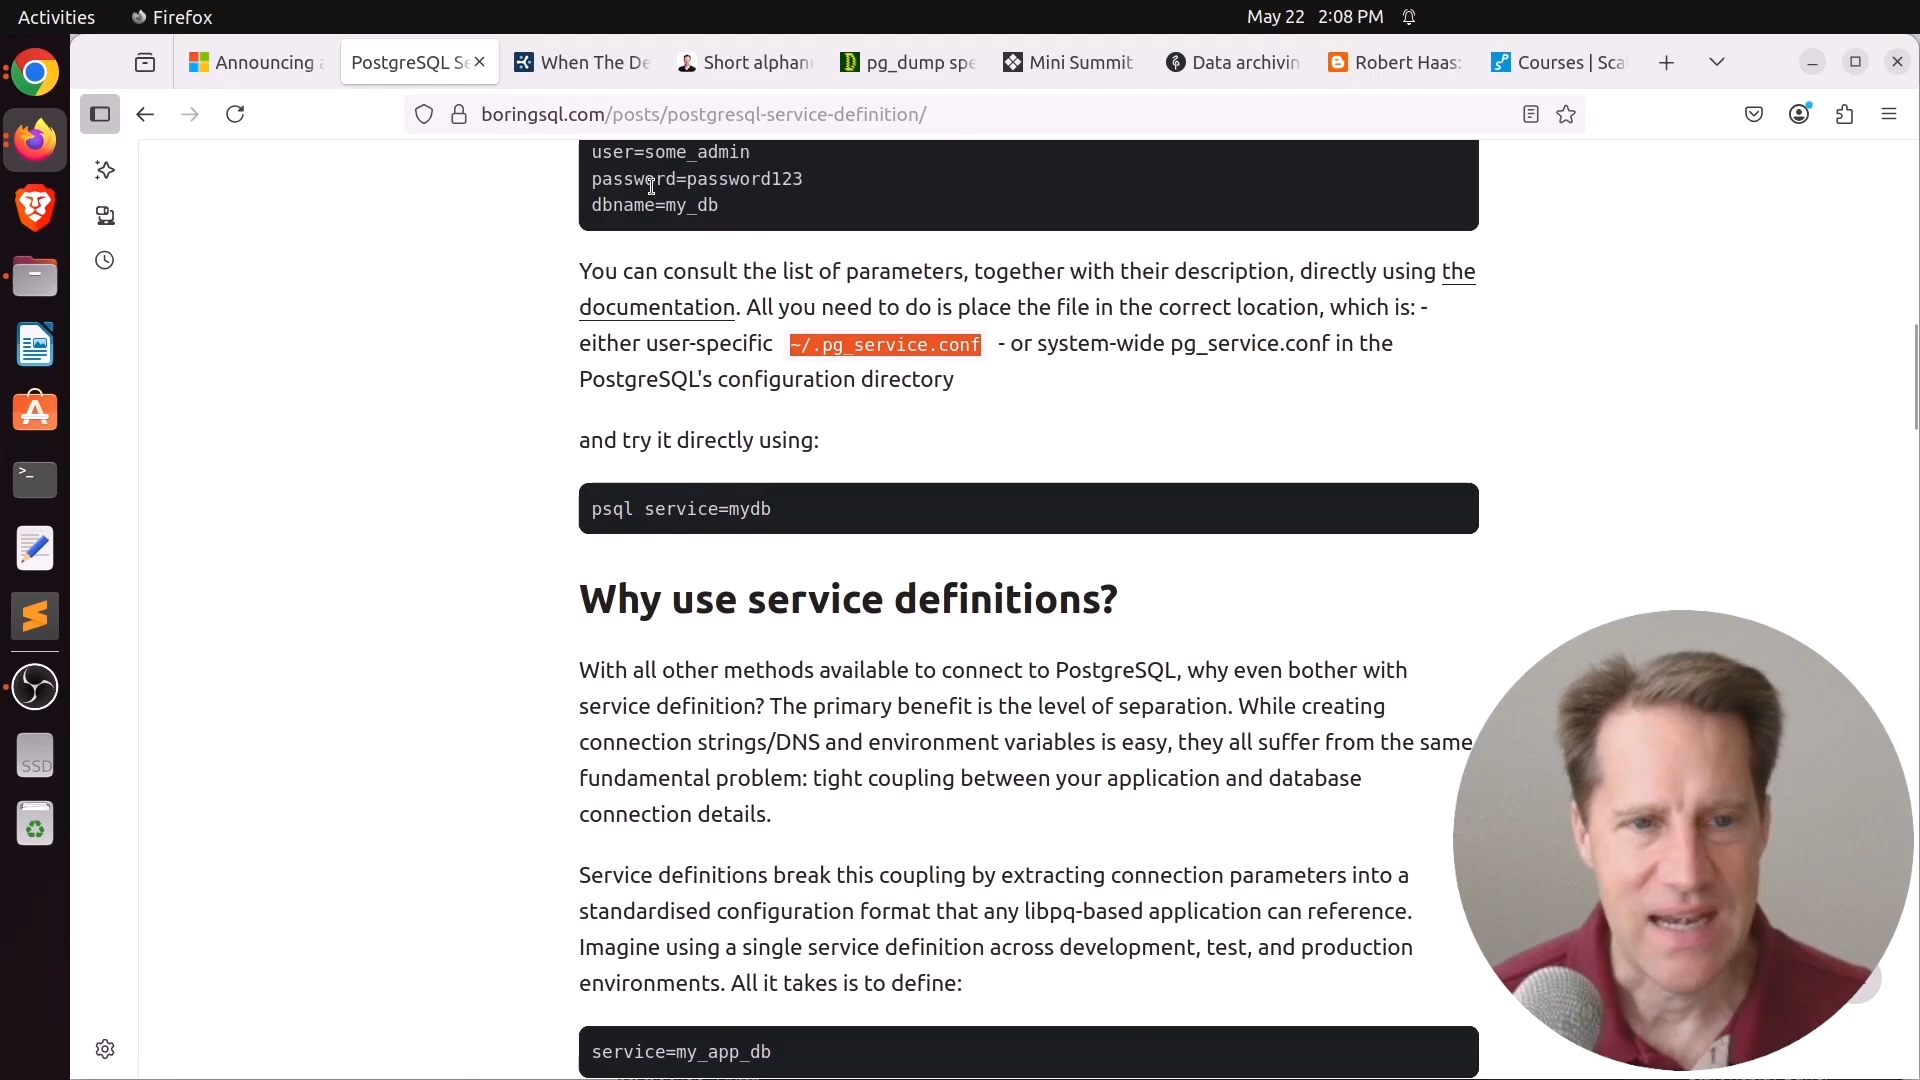 Activities
Firefox
May 22 2:08 PM
Announcing a
PostgreSQL Se
When The De
Short alphanu
pg_dump spe
Mini Summit
Data archivin
Robert Haas:
Courses | Sca
boringsql.com/posts/postgresql-service-definition/
user=some_admin
password=password123
dbname=my_db
You can consult the list of parameters, together with their description, directly using the
documentation. All you need to do is place the file in the correct location, which is: -
either user-specific ~/.pg_service.conf - or system-wide pg_service.conf in the
PostgreSQL's configuration directory
and try it directly using:
psql service=mydb
Why use service definitions?
With all other methods available to connect to PostgreSQL, why even bother with
service definition? The primary benefit is the level of separation. While creating
connection strings/DNS and environment variables is easy, they all suffer from the same
fundamental problem: tight coupling between your application and database
connection details.
Service definitions break this coupling by extracting connection parameters into a
standardised configuration format that any libpq-based application can reference.
Imagine using a single service definition across development, test, and production
environments. All it takes is to define:
service=my_app_db
SSD